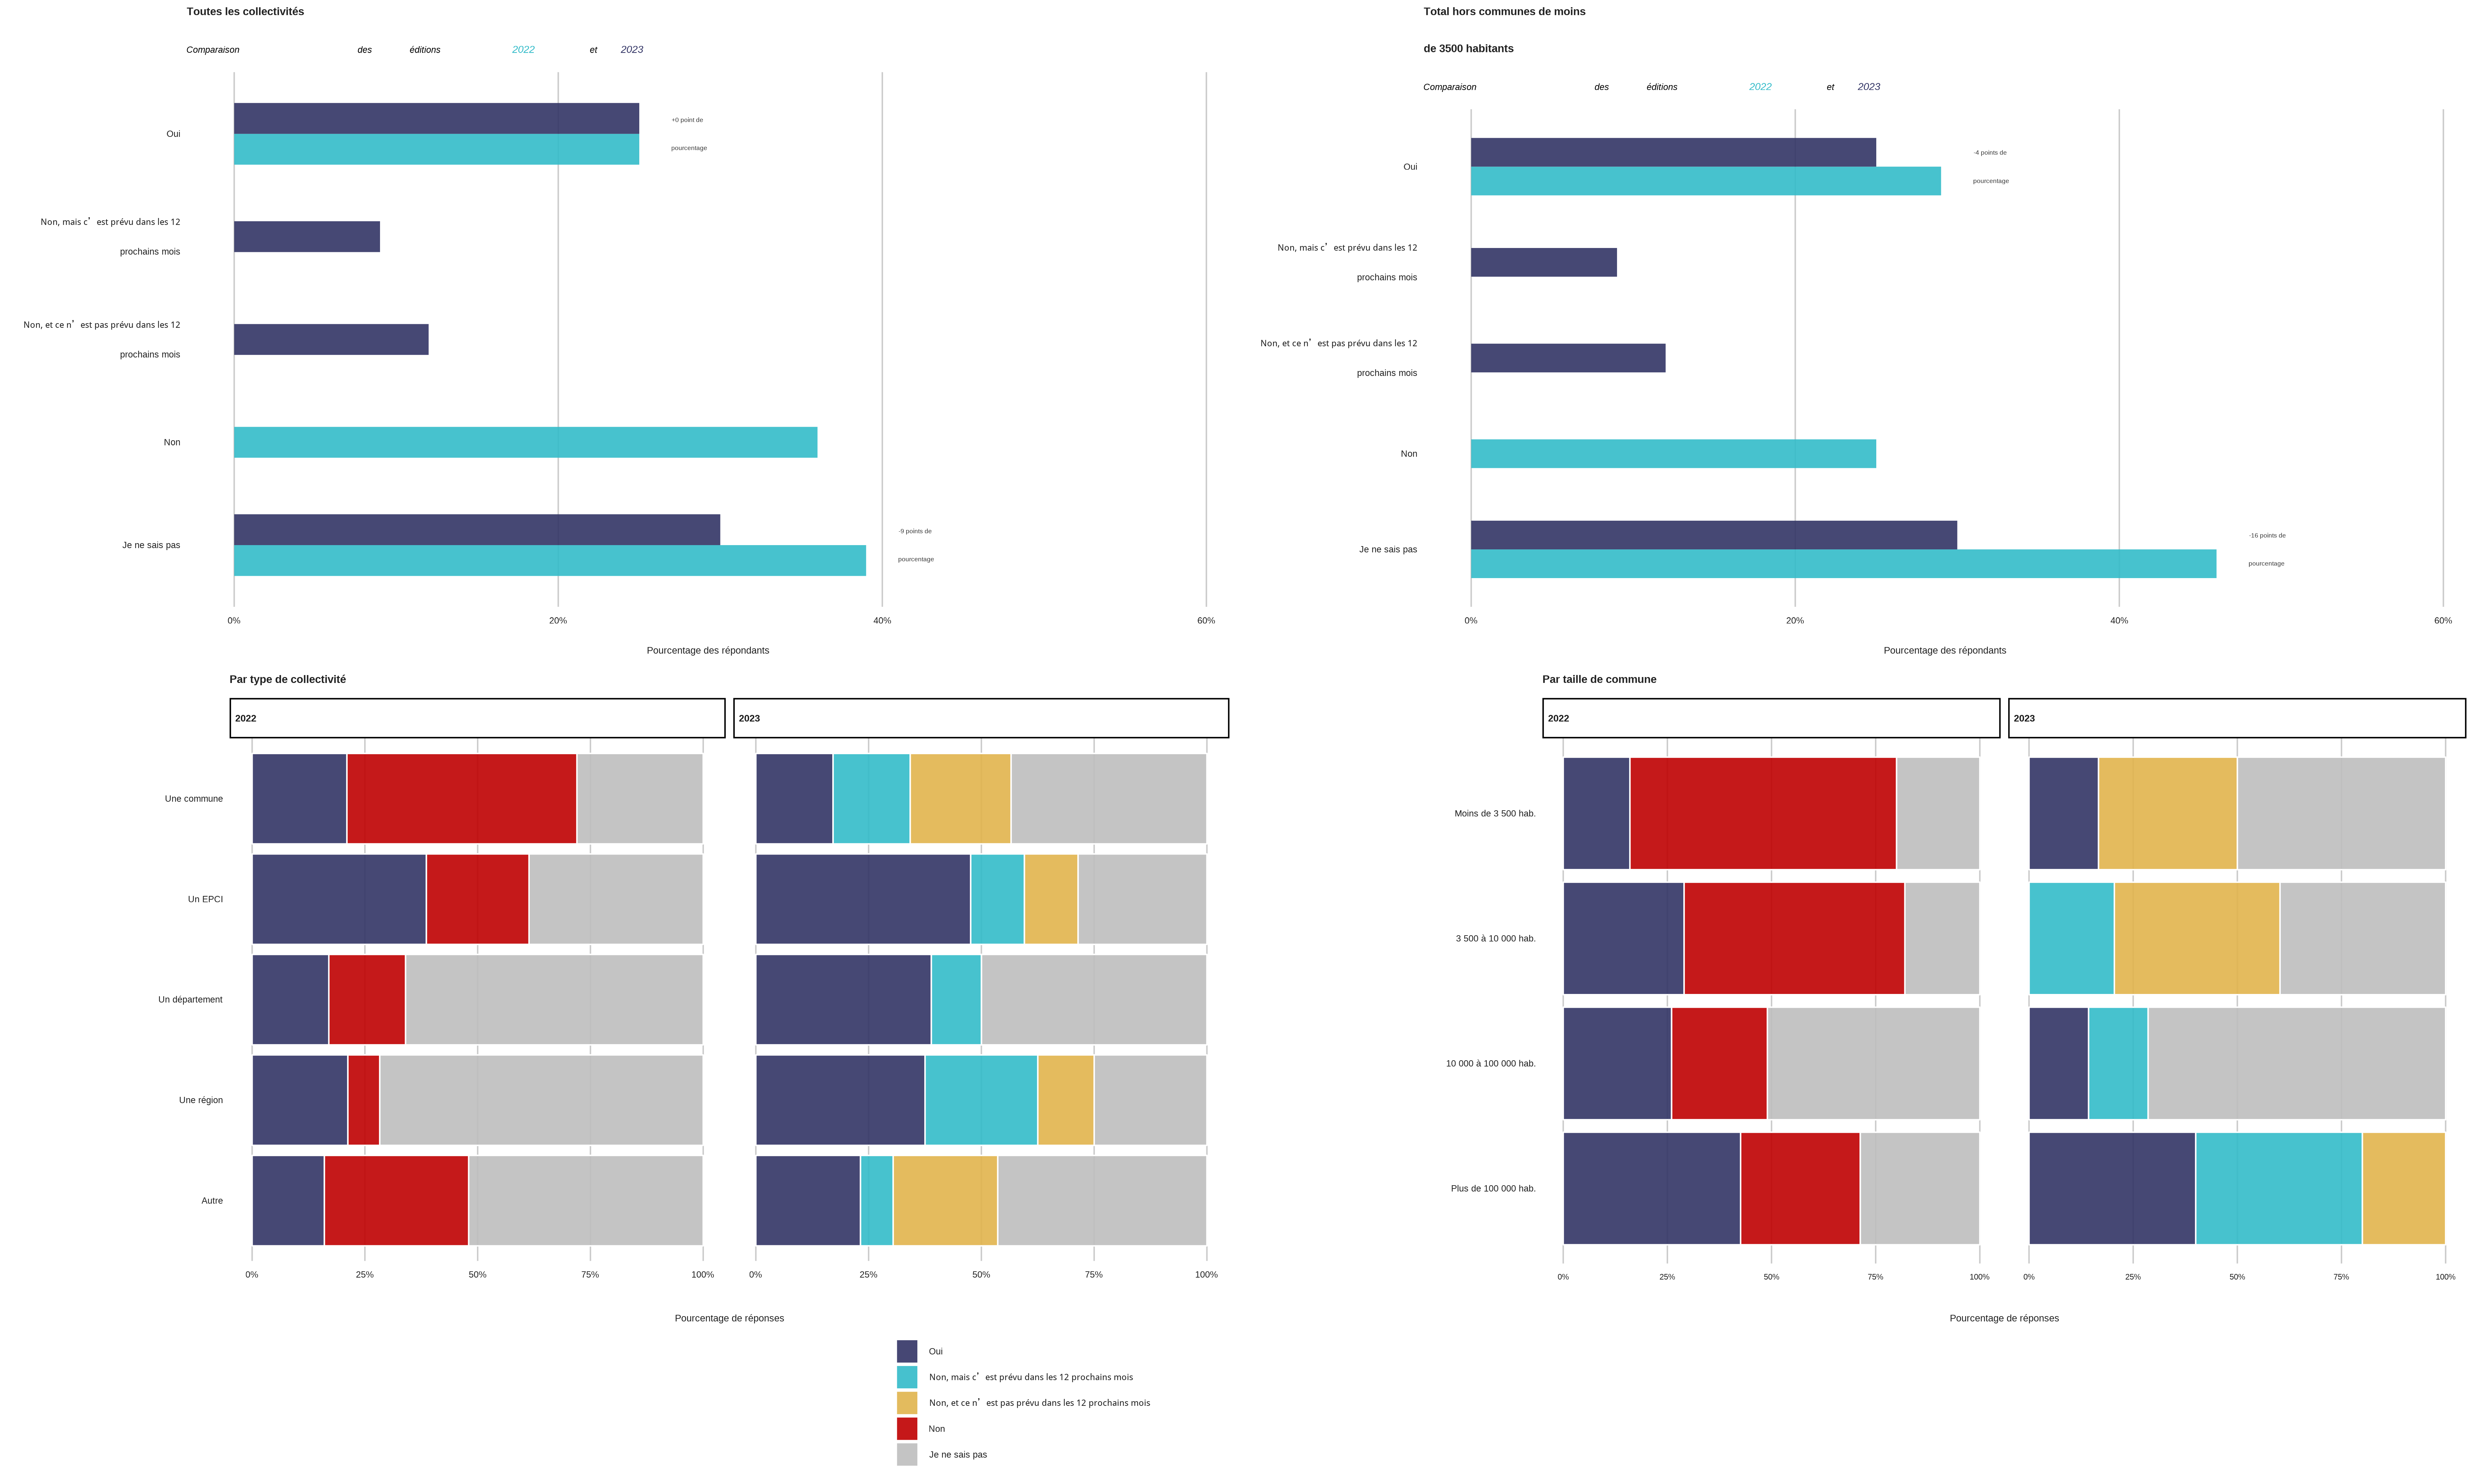 Toutes les collectivités
Comparaison des éditions 2022 et 2023
Oui
+0 point de
pourcentage
Non, mais c’est prévu dans les 12
prochains mois
Non, et ce n’est pas prévu dans les 12
prochains mois
Non
Je ne sais pas
-9 points de
pourcentage
0% 20% 40% 60%
Pourcentage des répondants
Total hors communes de moins
de 3500 habitants
Comparaison des éditions 2022 et 2023
Oui
-4 points de
pourcentage
Non, mais c’est prévu dans les 12
prochains mois
Non, et ce n’est pas prévu dans les 12
prochains mois
Non
Je ne sais pas
-16 points de
pourcentage
0% 20% 40% 60%
Pourcentage des répondants
Par type de collectivité
2022 2023
Une commune
Un EPCI
Un département
Une région
Autre
0% 25% 50% 75% 100% 0% 25% 50% 75% 100%
Pourcentage de réponses
Par taille de commune
2022 2023
Moins de 3 500 hab.
3 500 à 10 000 hab.
10 000 à 100 000 hab.
Plus de 100 000 hab.
0% 25% 50% 75% 100% 0% 25% 50% 75% 100%
Pourcentage de réponses
Oui
Non, mais c’est prévu dans les 12 prochains mois
Non, et ce n’est pas prévu dans les 12 prochains mois
Non
Je ne sais pas